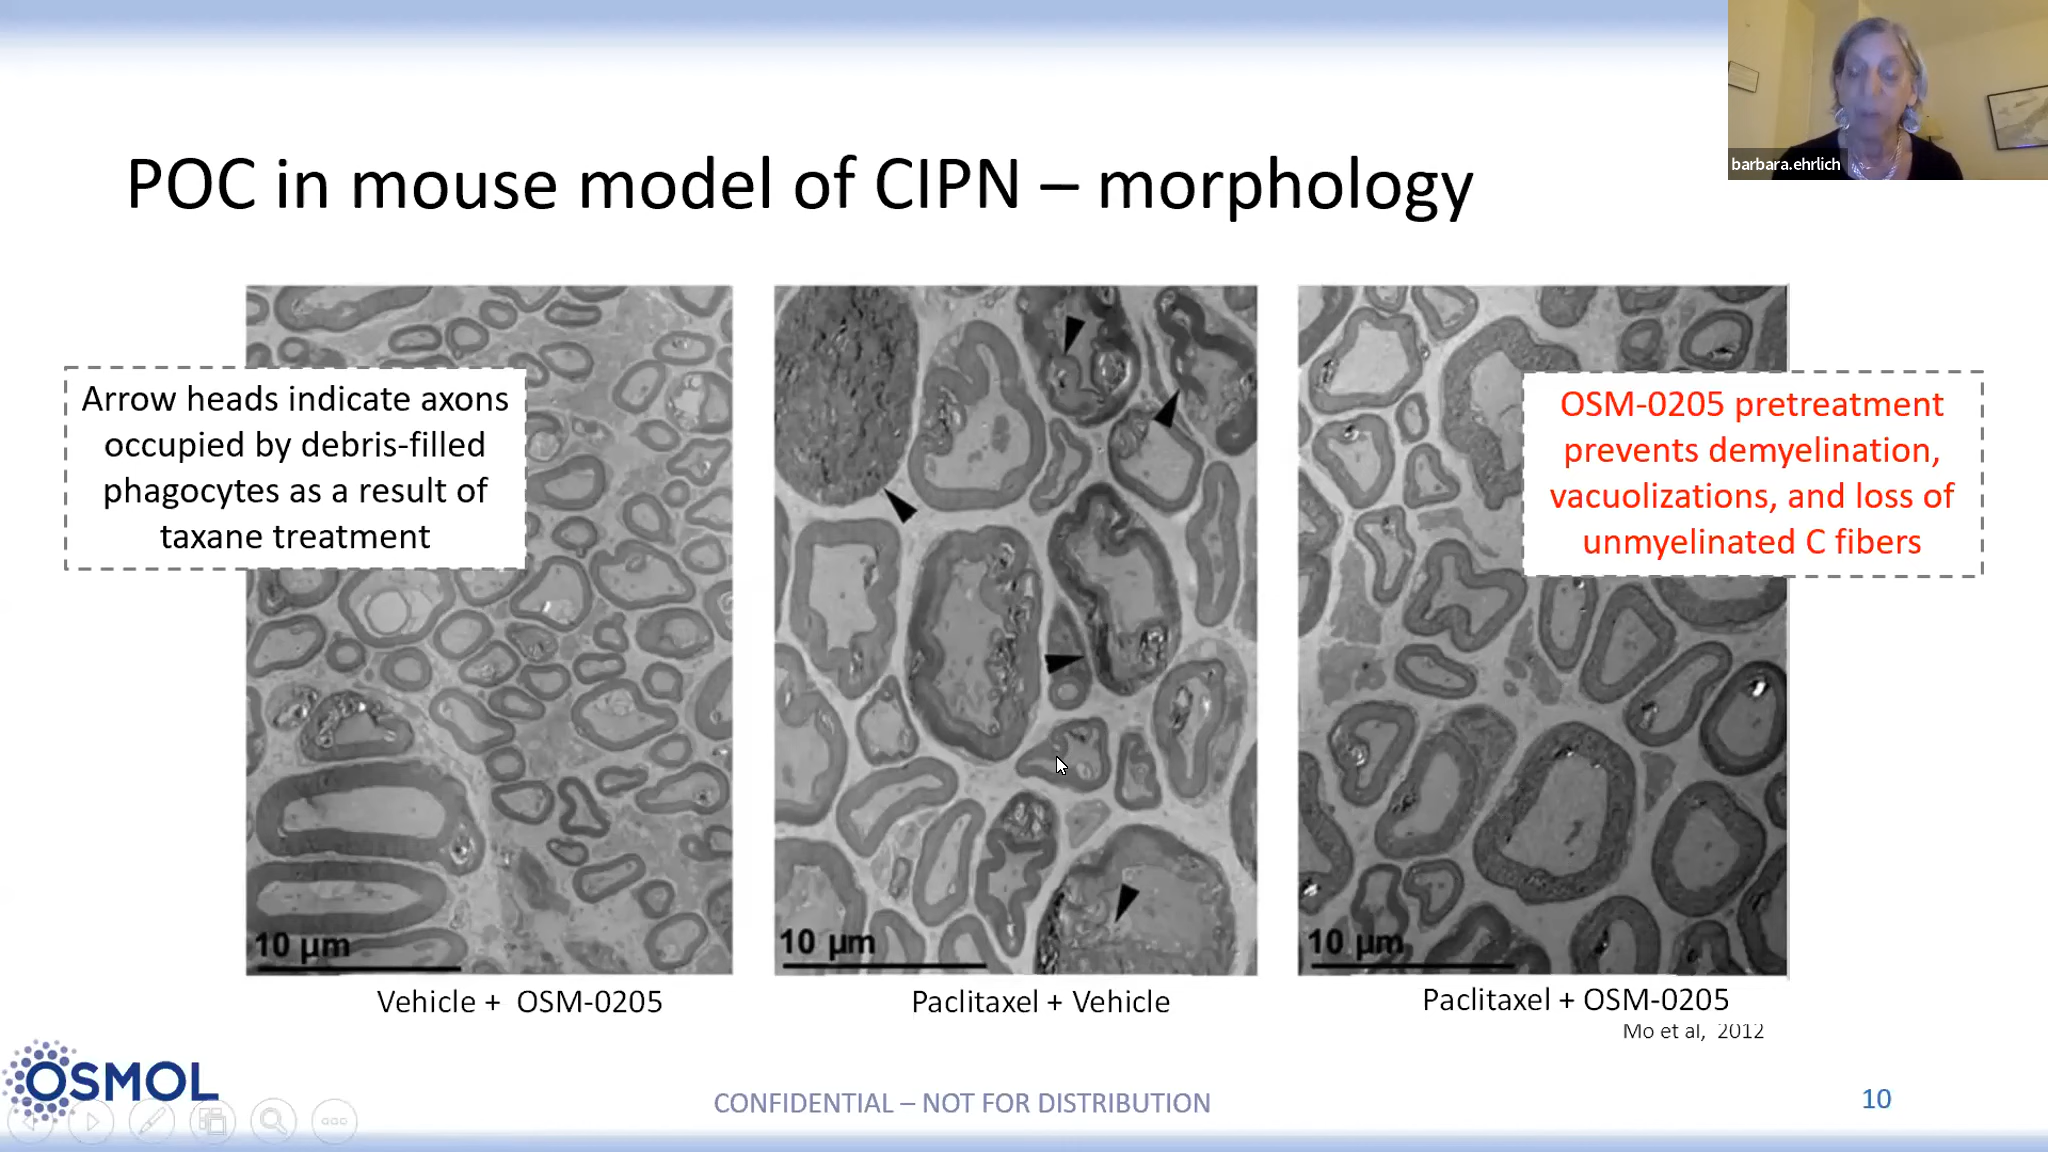 barbara.ehrlich
POC in mouse model of CIPN – morphology
Arrow heads indicate axons
occupied by debris-filled
phagocytes as a result of
taxane treatment
OSM-0205 pretreatment
prevents demyelination,
vacuolizations, and loss of
unmyelinated C fibers
10 µm
10 µm
10 µm
Vehicle + OSM-0205
Paclitaxel + Vehicle
Paclitaxel + OSM-0205
Mo et al, 2012
OSMOL
CONFIDENTIAL – NOT FOR DISTRIBUTION
10